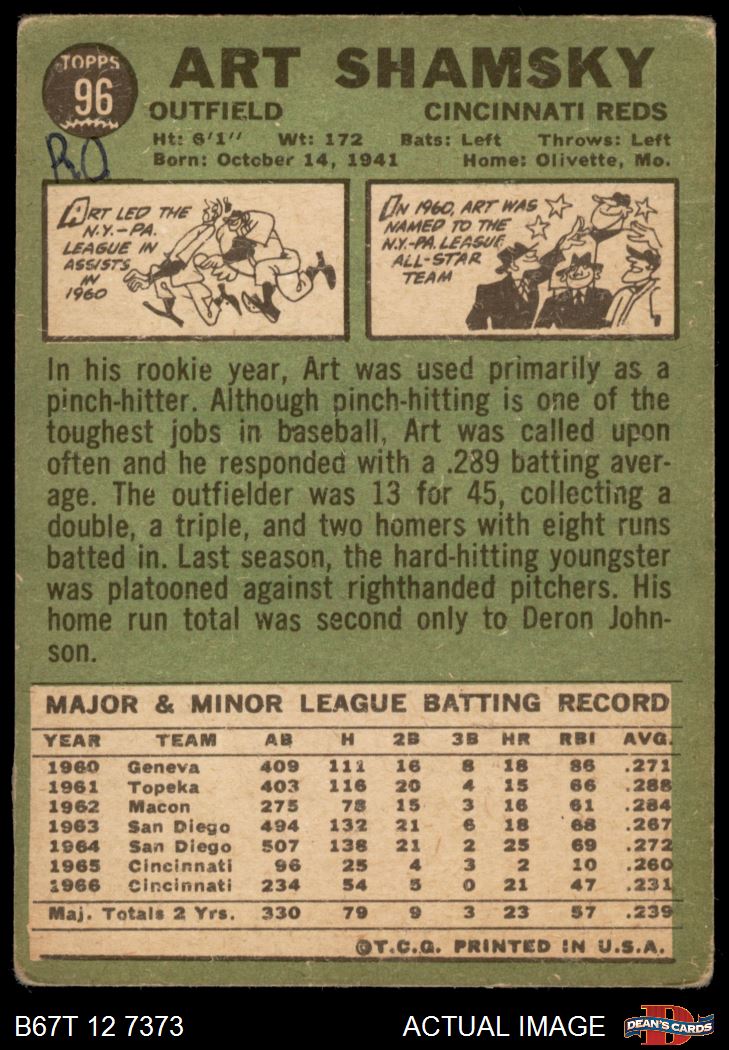 TOPPS
96
ART SHAMSKY
OUTFIELD CINCINNATI REDS
Ht: 6'1" Wt: 172 Bats: Left Throws: Left
Born: October 14, 1941 Home: Olivette, Mo.
RO
ART LED THE
N.Y.-PA.
LEAGUE IN
ASSISTS
IN
1960
IN 1960, ART WAS
NAMED TO THE
N.Y.-PA. LEAGUE
ALL-STAR
TEAM
In his rookie year, Art was used primarily as a
pinch-hitter. Although pinch-hitting is one of the
toughest jobs in baseball, Art was called upon
often and he responded with a .289 batting aver-
age. The outfielder was 13 for 45, collecting a
double, a triple, and two homers with eight runs
batted in. Last season, the hard-hitting youngster
was platooned against righthanded pitchers. His
home run total was second only to Deron John-
son.
MAJOR & MINOR LEAGUE BATTING RECORD
YEAR TEAM AB H 2B 3B HR RBI AVG.
1960 Geneva 409 111 16 8 18 86 .271
1961 Topeka 403 116 20 4 15 66 .288
1962 Macon 275 78 15 3 16 61 .284
1963 San Diego 494 132 21 6 18 68 .267
1964 San Diego 507 138 21 2 25 69 .272
1965 Cincinnati 96 25 4 3 2 10 .260
1966 Cincinnati 234 54 5 0 21 47 .231
Maj. Totals 2 Yrs. 330 79 9 3 23 57 .239
©T.C.G. PRINTED IN U.S.A.
B67T 12 7373 ACTUAL IMAGE
D
DEAN'S CARDS